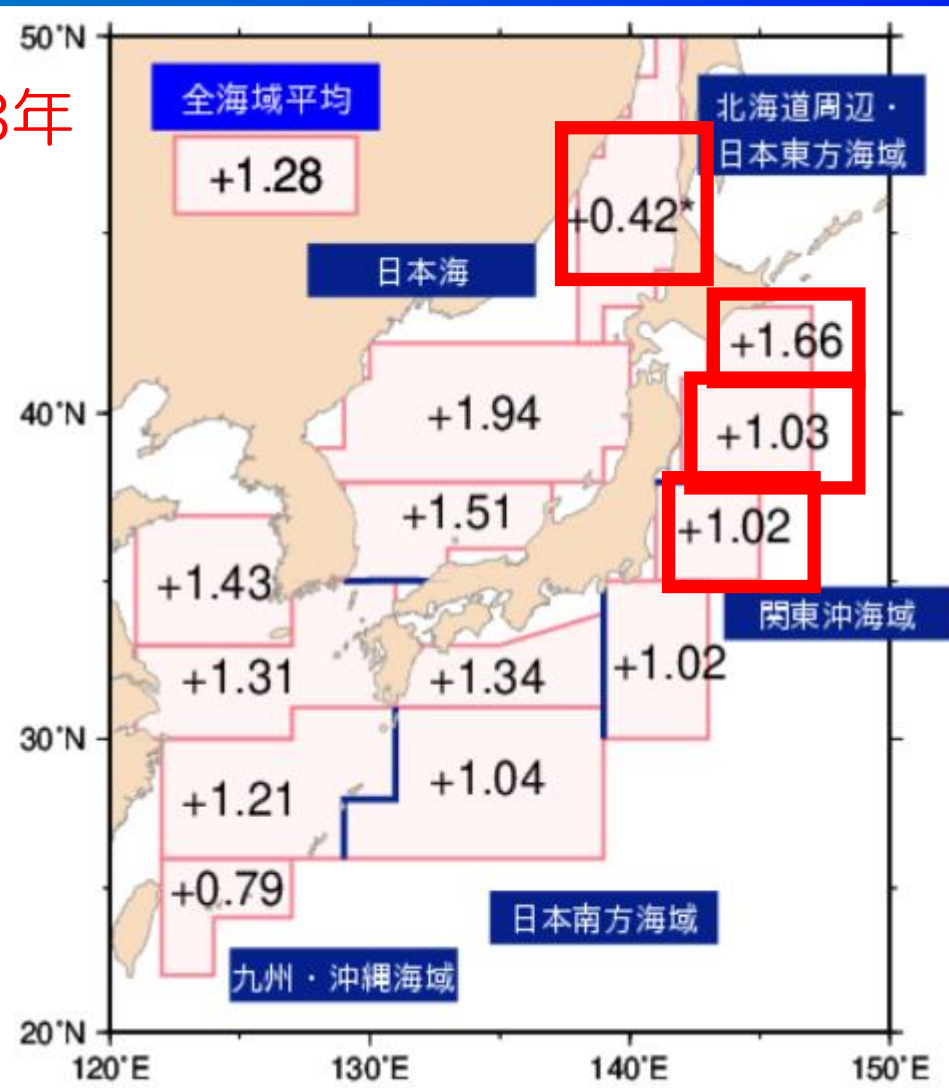 50°N
3年
全海域平均
+1.28
北海道周辺・
日本東方海域
+0.42*
日本海
+1.66
40°N
+1.94
+1.03
+1.51
+1.02
+1.43
関東沖海域
+1.31
+1.34
+1.02
30°N
+1.21
+1.04
+0.79
日本南方海域
九州・沖縄海域
20°N
120°E
130°E
140°E
150°E